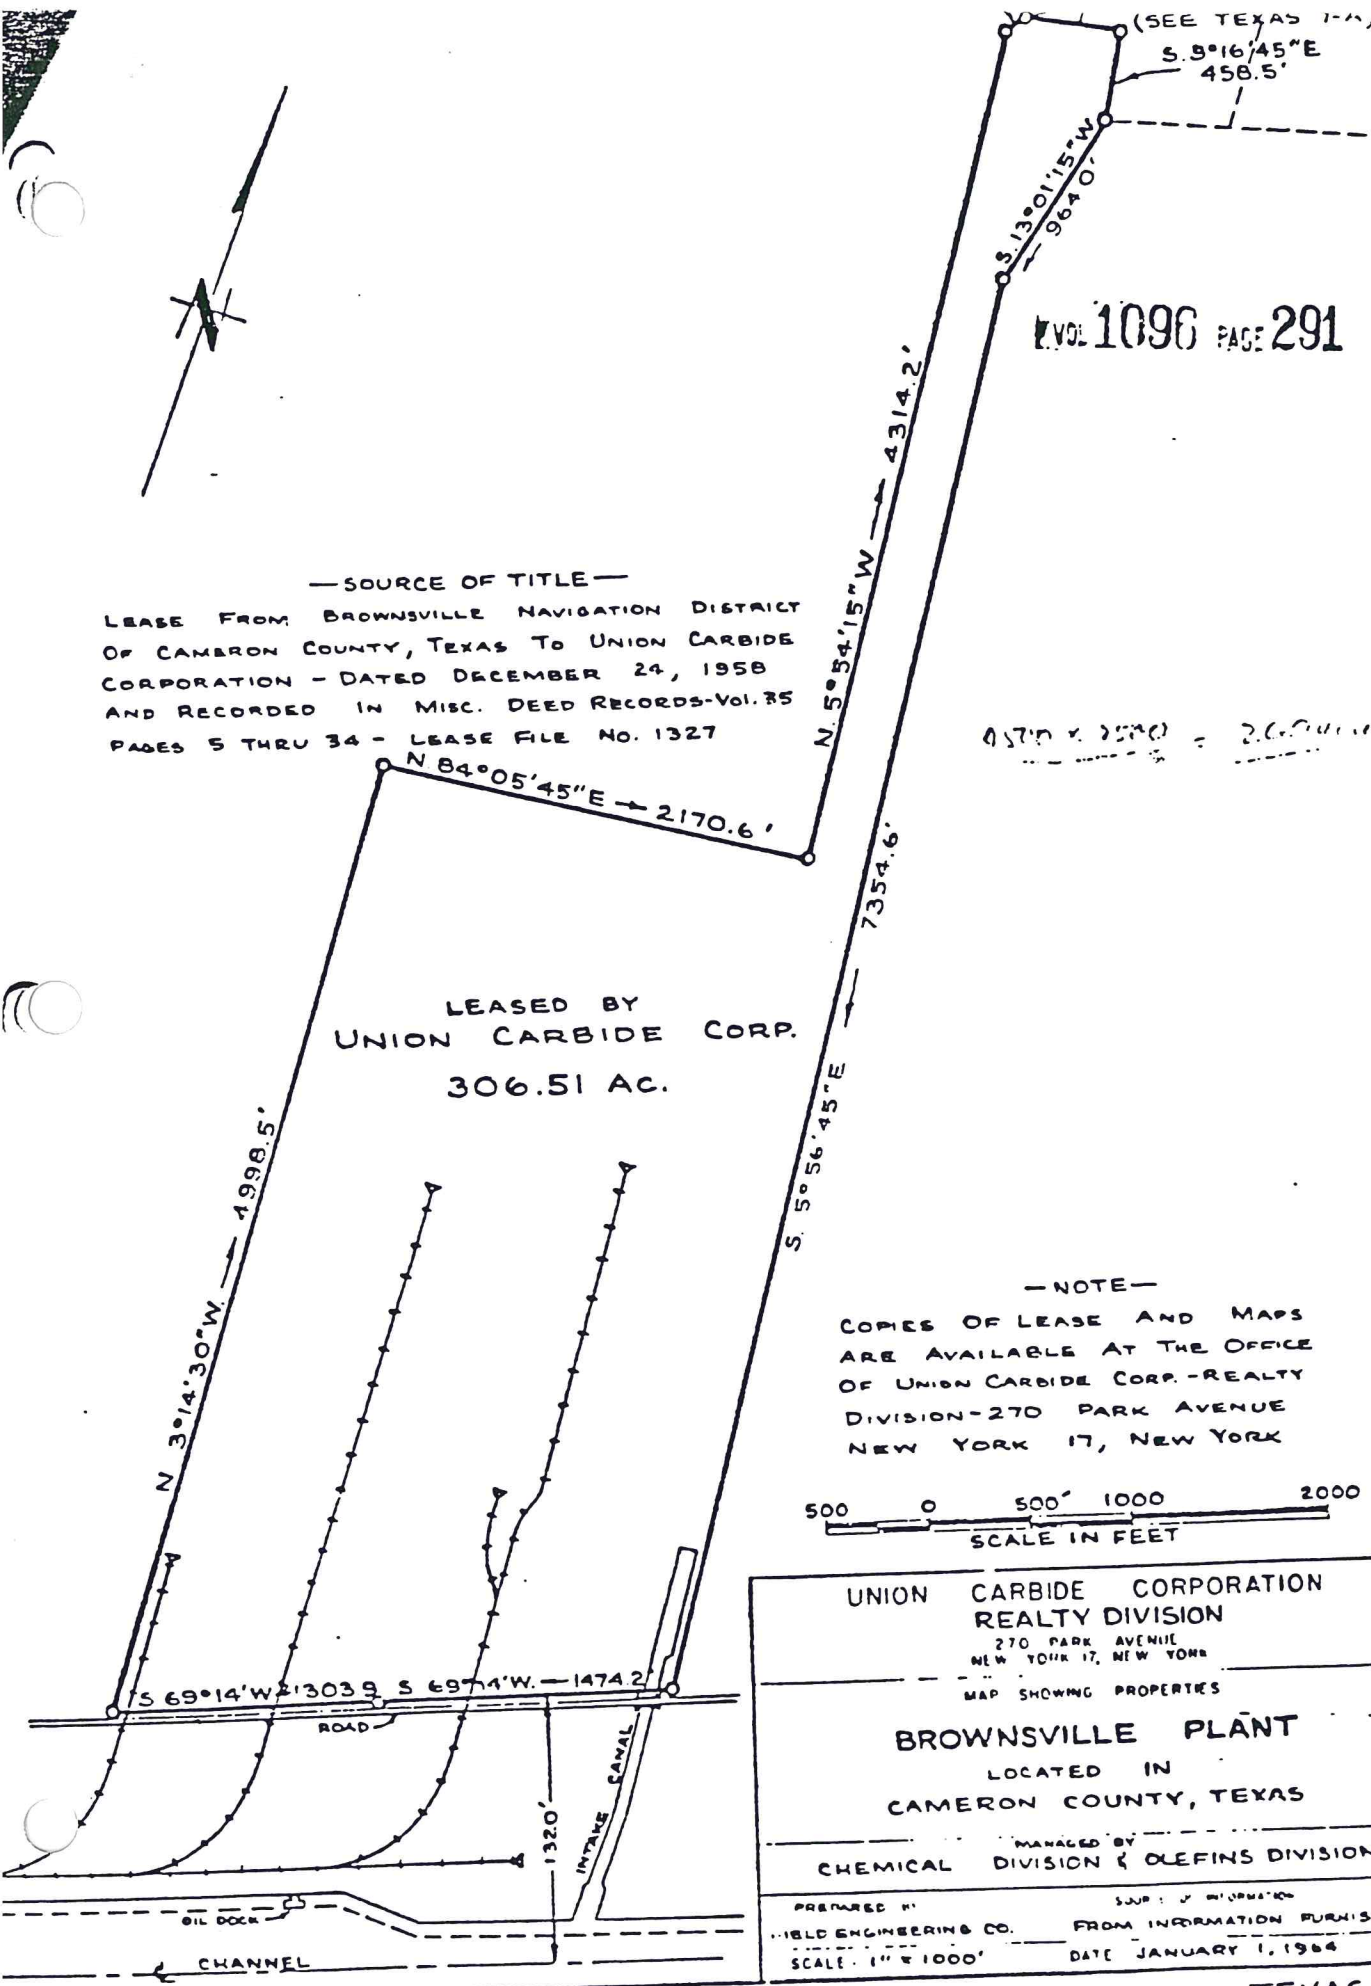 (SEE TEXAS
S. 9°16'45"E
458.5'
S. 13°01'15"W
964.0'
VOL 1096 PAGE 291
N. 5°54'15"W 4314.2'
—SOURCE OF TITLE—
LEASE FROM BROWNSVILLE NAVIGATION DISTRICT
OF CAMERON COUNTY, TEXAS TO UNION CARBIDE
CORPORATION - DATED DECEMBER 24, 1958
AND RECORDED IN MISC. DEED RECORDS-VOL. 35
PAGES 5 THRU 34 - LEASE FILE NO. 1327
N. 84°05'45"E 2170.6'
7354.6'
S. 5°56'45"E
LEASED BY
UNION CARBIDE CORP.
306.51 AC.
N 3°14'30"W. 4998.5'
—NOTE—
COPIES OF LEASE AND MAPS
ARE AVAILABLE AT THE OFFICE
OF UNION CARBIDE CORP. - REALTY
DIVISION - 270 PARK AVENUE
NEW YORK 17, NEW YORK
500 0 500' 1000 2000
SCALE IN FEET
S 69°14'W S 69°14'W. — 1474.2
ROAD
1320'
INTAKE CANAL
OIL DOCK
CHANNEL
UNION CARBIDE CORPORATION
REALTY DIVISION
270 PARK AVENUE
NEW YORK 17, NEW YORK
MAP SHOWING PROPERTIES
BROWNSVILLE PLANT
LOCATED IN
CAMERON COUNTY, TEXAS
MANAGED BY
CHEMICAL DIVISION & OLEFINS DIVISION
PREPARED BY
ENGINEERING CO.
SCALE: 1" = 1000'
FROM INFORMATION FURNIS
DATE JANUARY 1, 1964